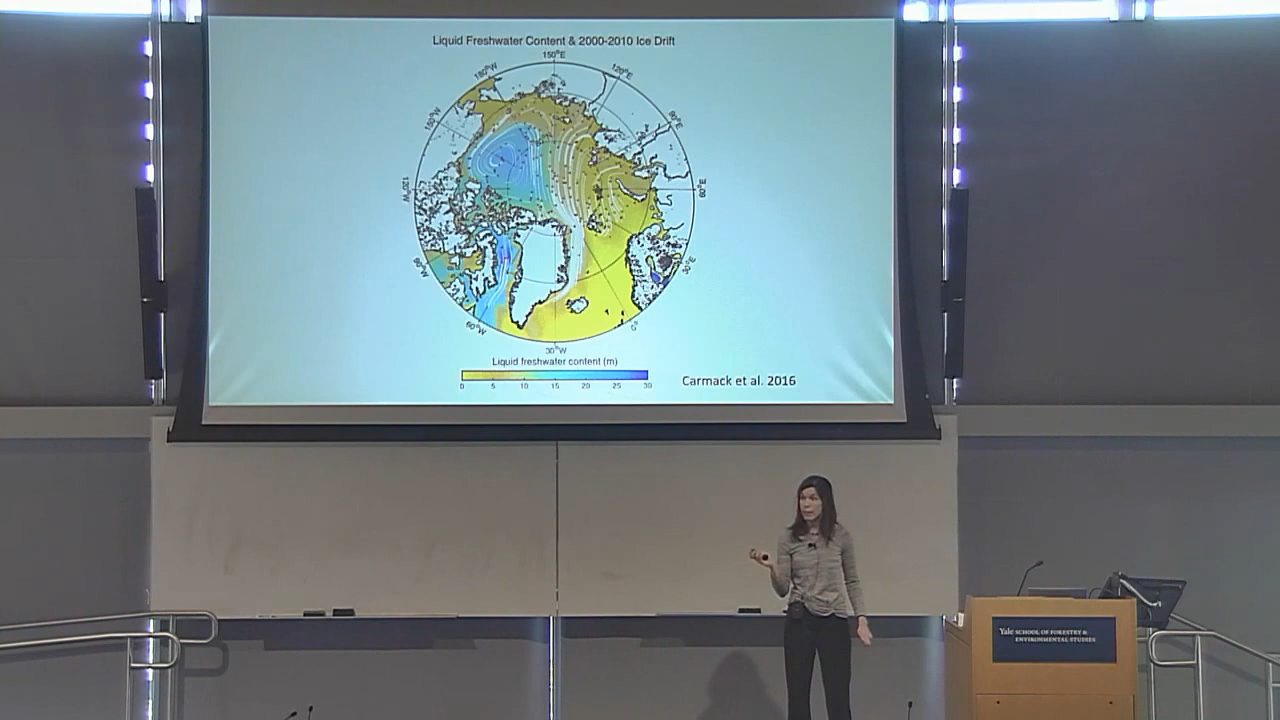 Liquid Freshwater Content & 2000-2010 Ice Drift
150°E
180°W
120°E
150°W
90°E
120°W
60°E
90°W
30°E
60°W
0°
30°W
Liquid freshwater content (m)
0 5 10 15 20 25 30
Carmack et al. 2016
Yale SCHOOL OF FORESTRY &
ENVIRONMENTAL STUDIES